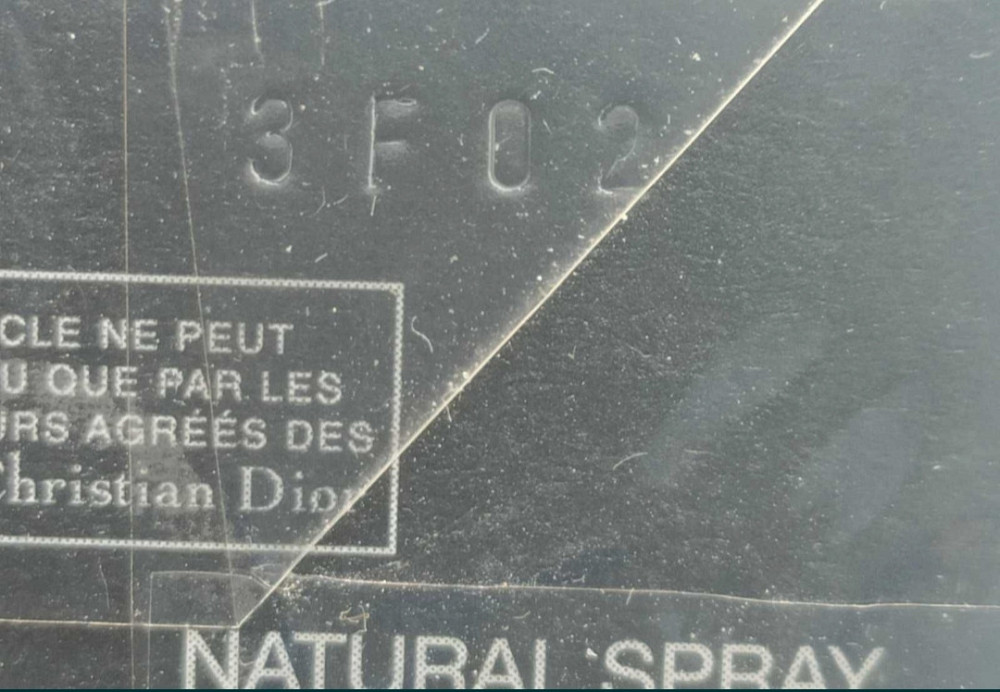 3F02
CLE NE PEUT
U QUE PAR LES
URS AGRÉÉS DES
Christian Dior
NATURAL SPRAY